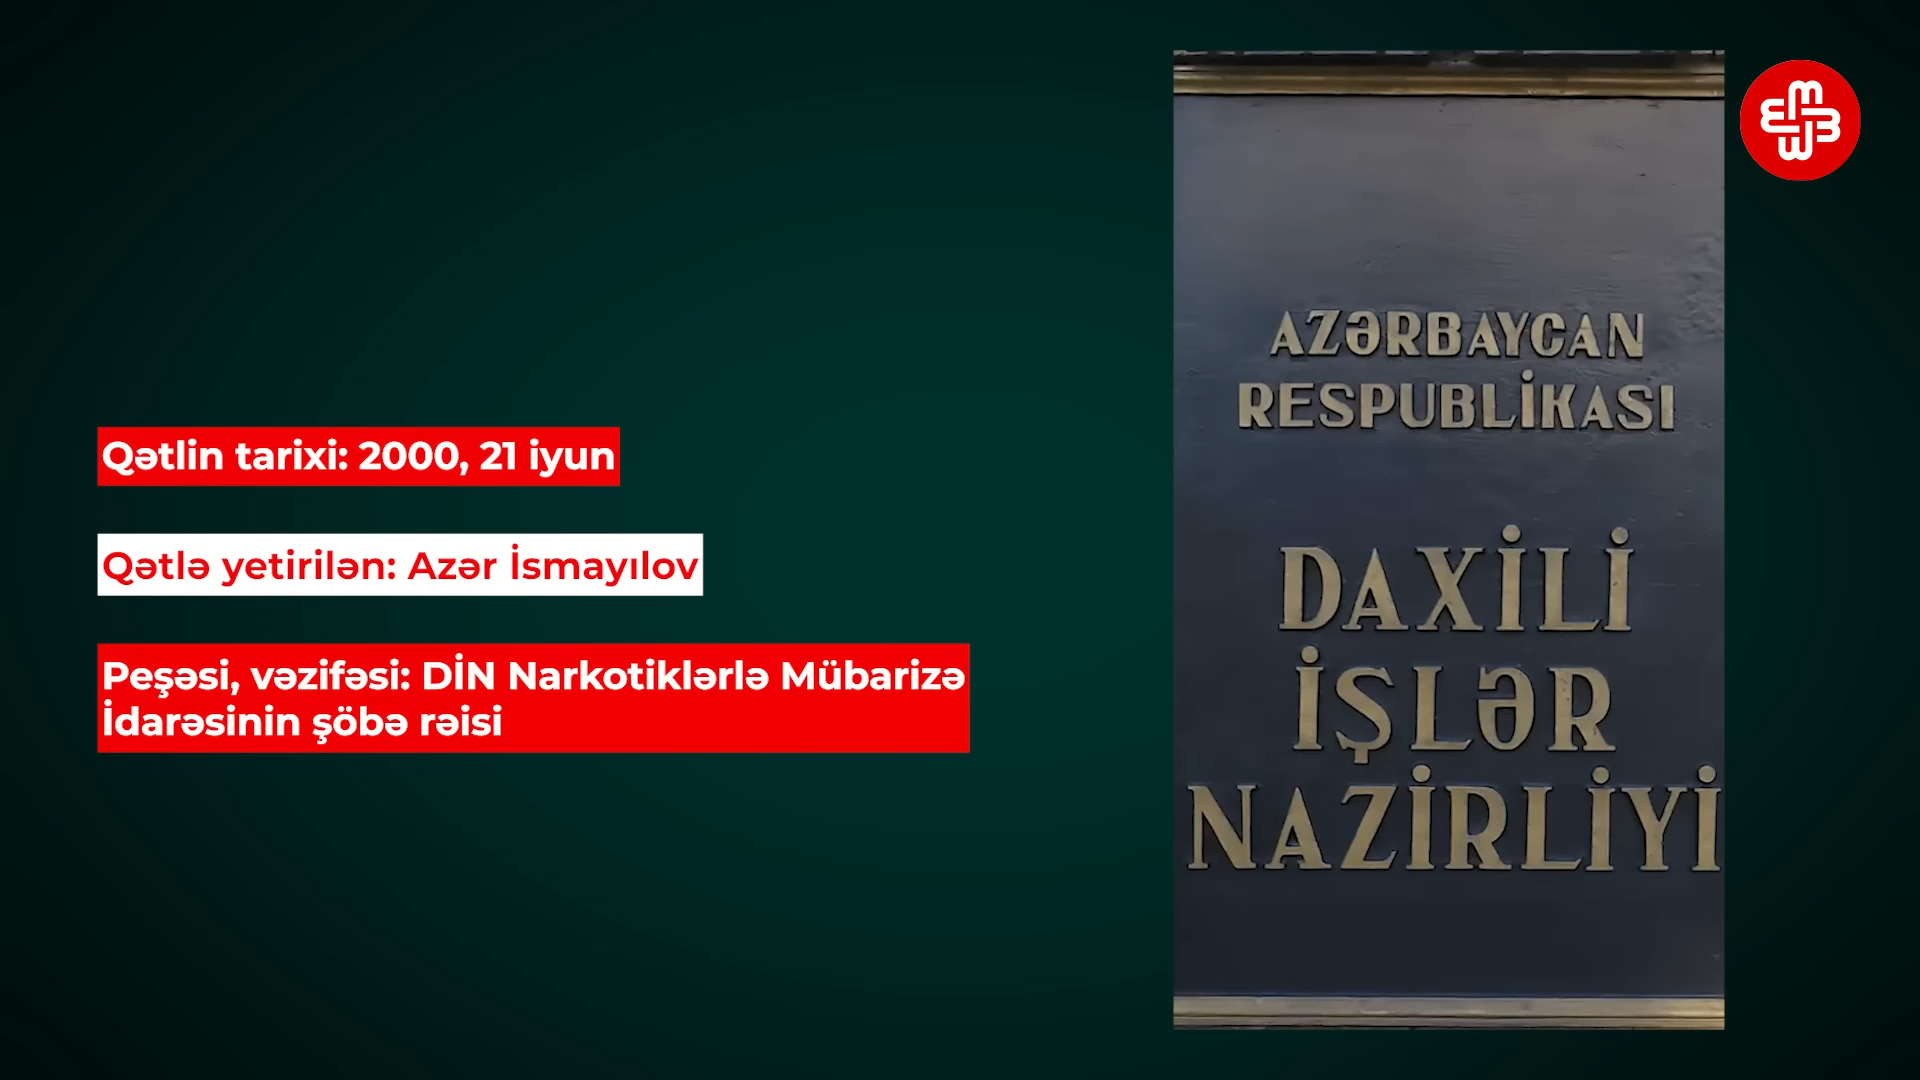 Qətlin tarixi: 2000, 21 iyun
Qətlə yetirilən: Azər İsmayılov
Peşəsi, vəzifəsi: DİN Narkotiklərlə Mübarizə
İdarəsinin şöbə rəisi
AZƏRBAYCAN
RESPUBLİKASI
DAXİLİ
İŞLƏR
NAZİRLİYİ